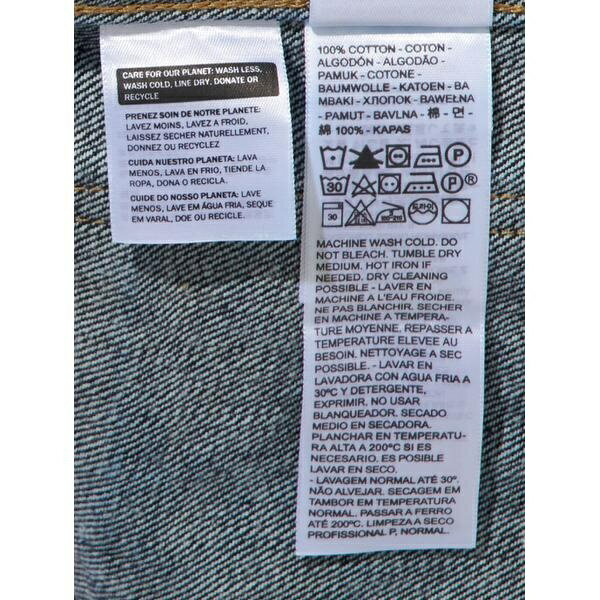 CARE FOR OUR PLANET: WASH LESS,
WASH COLD, LINE DRY. DONATE OR
RECYCLE
PRENEZ SOIN DE NOTRE PLANETE:
LAVEZ MOINS, LAVEZ A FROID,
LAISSEZ SECHER NATURELLEMENT,
DONNEZ OU RECYCLEZ
CUIDA NUESTRO PLANETA: LAVA
MENOS, LAVA EN FRIO, TIENDE LA
ROPA, DONA O RECICLA.
CUIDE DO NOSSO PLANETA: LAVE
MENOS, LAVE EM ÁGUA FRIA, SEQUE
EM VARAL, DOE OU RECICLE.
100% COTTON - COTON -
ALGODÓN - ALGODÃO -
PAMUK - COTONE -
BAUMWOLLE - KATOEN - BA
MBAKI - ХЛОПОК - BAWEŁNA
- PAMUT - BAVLNA - 棉 - 면 -
綿 100% - KAPAS
P
30 P ®
30 160-210 드라이
MACHINE WASH COLD. DO
NOT BLEACH. TUMBLE DRY
MEDIUM. HOT IRON IF
NEEDED. DRY CLEANING
POSSIBLE - LAVER EN
MACHINE A L'EAU FROIDE.
NE PAS BLANCHIR. SECHER
EN MACHINE A TEMPERA-
TURE MOYENNE. REPASSER A
TEMPERATURE ELEVEE AU
BESOIN. NETTOYAGE A SEC
POSSIBLE. - LAVAR EN
LAVADORA CON AGUA FRIA A
30ºC Y DETERGENTE,
EXPRIMIR. NO USAR
BLANQUEADOR. SECADO
MEDIO EN SECADORA.
PLANCHAR EN TEMPERATU-
RA ALTA A 200ºC SI ES
NECESARIO. ES POSIBLE
LAVAR EN SECO.
- LAVAGEM NORMAL ATÉ 30°.
NÃO ALVEJAR. SECAGEM EM
TAMBOR EM TEMPERATURA
NORMAL. PASSAR A FERRO
ATÉ 200ºC. LIMPEZA A SECO
PROFISSIONAL P, NORMAL.